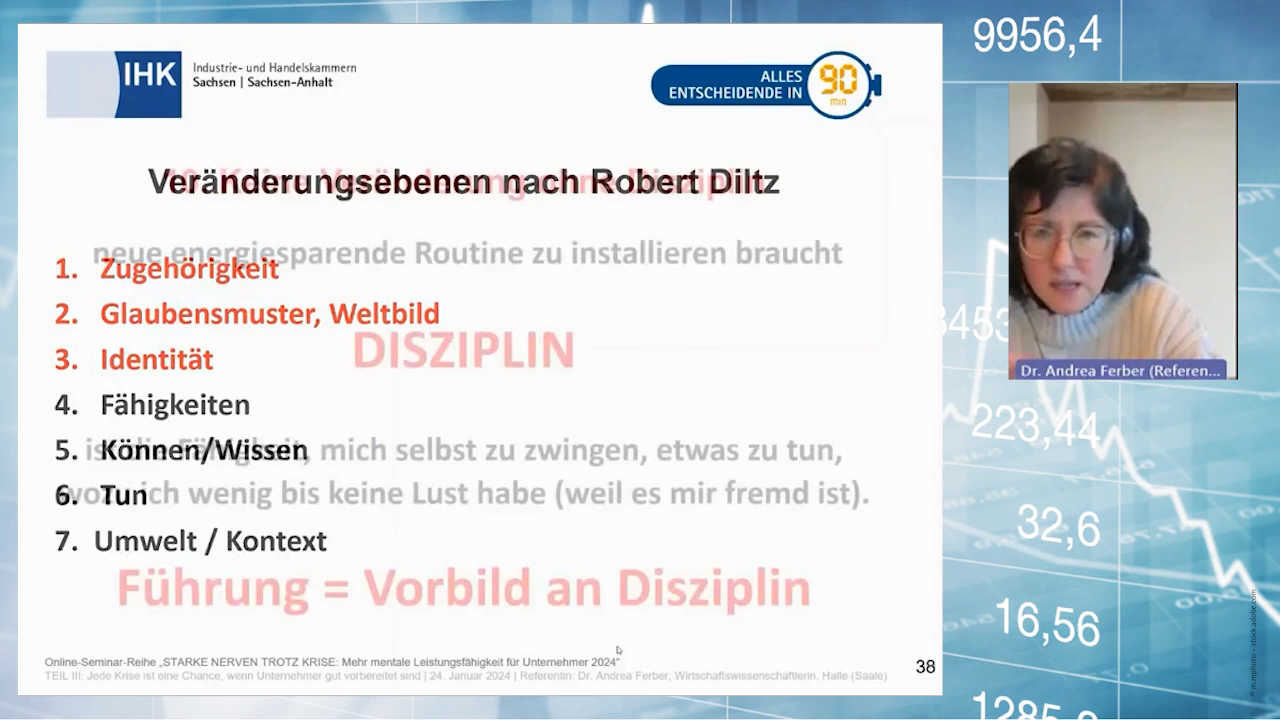 IHK
Industrie- und Handelskammern
Sachsen | Sachsen-Anhalt
ALLES
ENTSCHEIDENDE IN
90
min
Veränderungsebenen nach Robert Diltz
neue energiesparende Routine zu installieren braucht
1. Zugehörigkeit
2. Glaubensmuster, Weltbild
DISZIPLIN
3. Identität
4. Fähigkeiten
5. Können/Wissen
mich selbst zu zwingen, etwas zu tun,
6. Tun
ich wenig bis keine Lust habe (weil es mir fremd ist).
7. Umwelt / Kontext
Führung = Vorbild an Disziplin
Online-Seminar-Reihe „STARKE NERVEN TROTZ KRISE: Mehr mentale Leistungsfähigkeit für Unternehmer 2024"
TEIL III: Jede Krise ist eine Chance, wenn Unternehmer gut vorbereitet sind | 24. Januar 2024 | Referentin: Dr. Andrea Ferber, Wirtschaftswissenschaftlerin, Halle (Saale)
38
9956,4
Dr. Andrea Ferber (Referen...
223,44
32,6
16,56